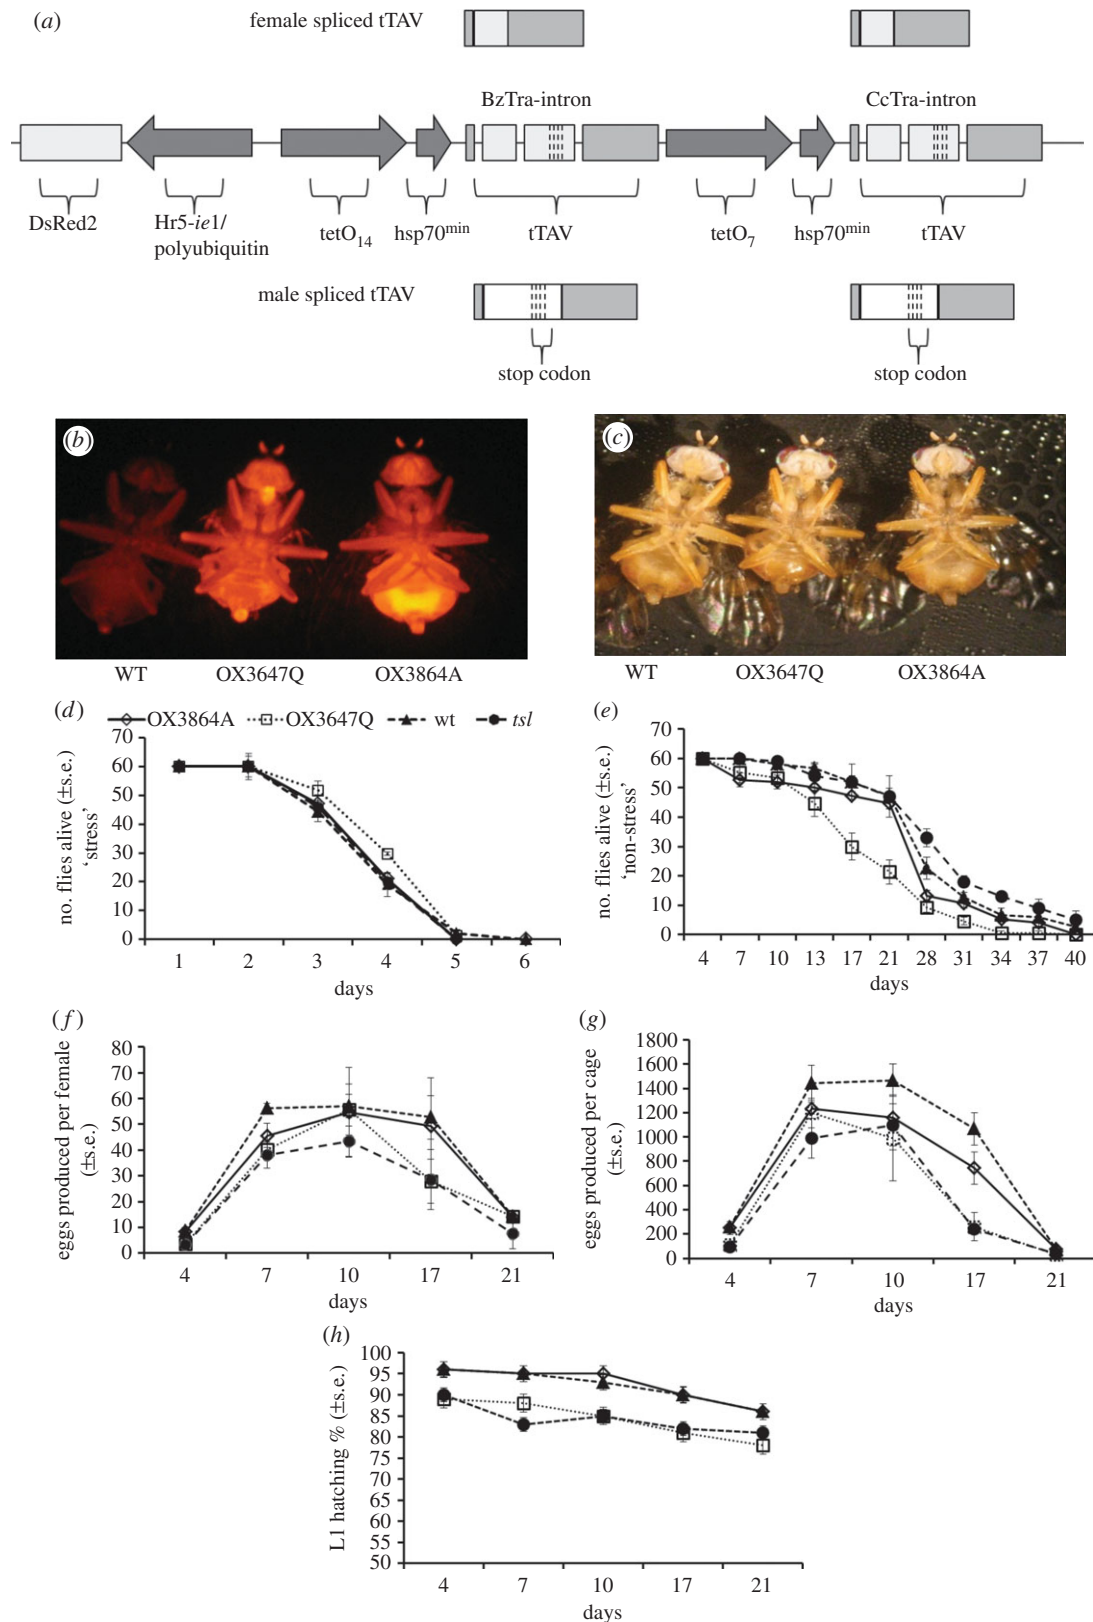 (a)
female spliced tTAV
BzTra-intron
CcTra-intron
DsRed2
Hr5-ie1/
polyubiquitin
tetO14
hsp70min
tTAV
tetO7
hsp70min
tTAV
male spliced tTAV
stop codon
stop codon
(b)
WT
OX3647Q
OX3864A
(c)
WT
OX3647Q
OX3864A
(d)
OX3864A
OX3647Q
wt
tsl
no. flies alive (±s.e.)
‘stress’
70
60
50
40
30
20
10
0
1
2
3
4
5
6
days
(e)
no. flies alive (±s.e.)
‘non-stress’
70
60
50
40
30
20
10
0
4
7
10
13
17
21
28
31
34
37
40
days
(f)
eggs produced per female
(±s.e.)
80
70
60
50
40
30
20
10
0
4
7
10
17
21
days
(g)
eggs produced per cage
(±s.e.)
1800
1600
1400
1200
1000
800
600
400
200
0
4
7
10
17
21
days
(h)
L1 hatching % (±s.e.)
100
95
90
85
80
75
70
65
60
55
50
4
7
10
17
21
days